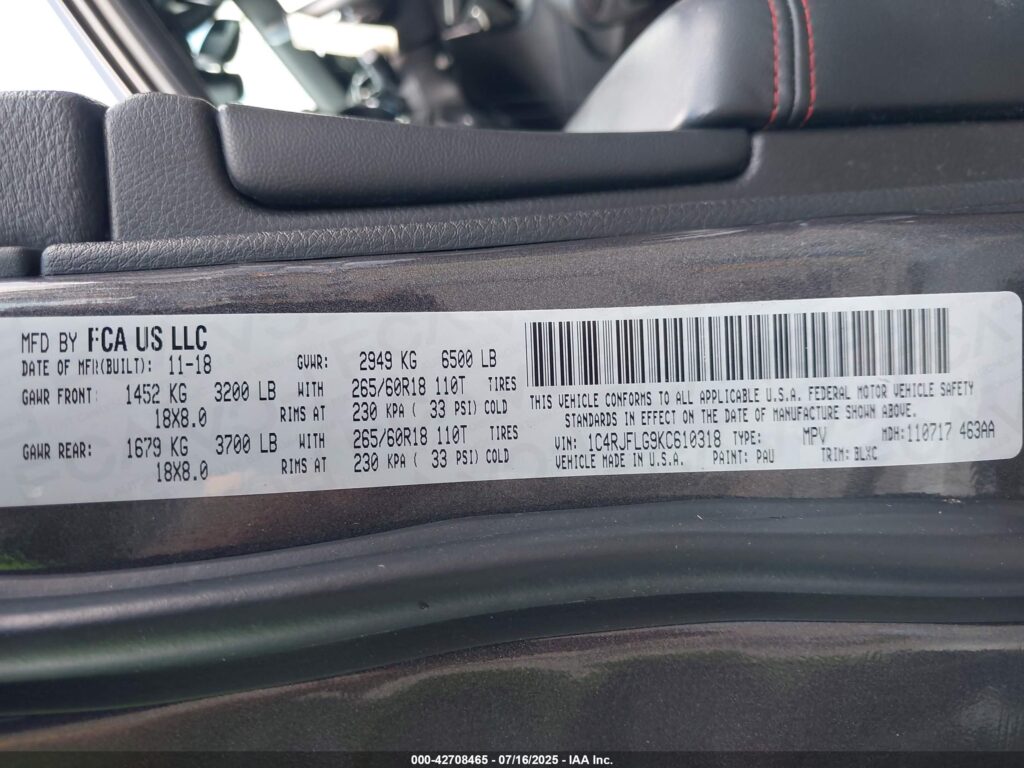 MFD BY FCA US LLC
DATE OF MFR(BUILT): 11-18 GVWR: 2949 KG 6500 LB
GAWR FRONT: 1452 KG 3200 LB WITH 265/60R18 110T TIRES
18X8.0 RIMS AT 230 KPA ( 33 PSI) COLD
GAWR REAR: 1679 KG 3700 LB WITH 265/60R18 110T TIRES
18X8.0 RIMS AT 230 KPA ( 33 PSI) COLD
THIS VEHICLE CONFORMS TO ALL APPLICABLE U.S.A. FEDERAL MOTOR VEHICLE SAFETY
STANDARDS IN EFFECT ON THE DATE OF MANUFACTURE SHOWN ABOVE.
VIN: 1C4RJFLG9KC610318 TYPE: MPV MDH:110717 463AA
VEHICLE MADE IN U.S.A. PAINT: PAU TRIM: BLXC
000-42708465 - 07/16/2025 - IAA Inc.